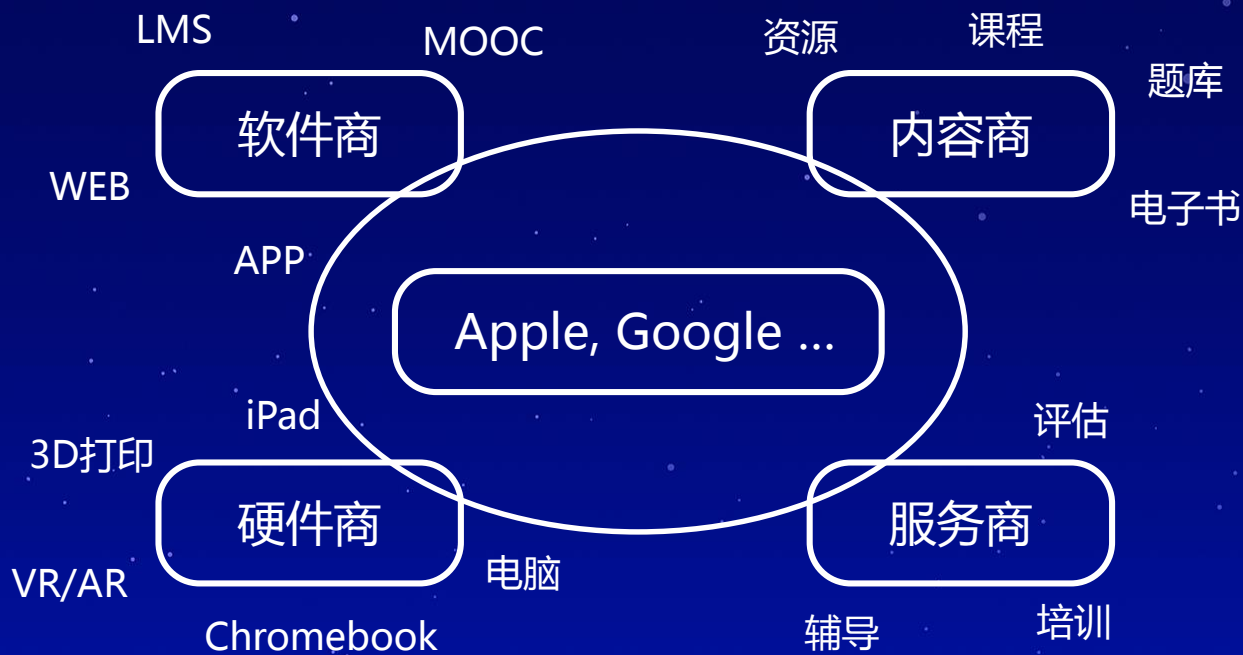 LMS
MOOC
资源
课程
题库
软件商
内容商
WEB
电子书
APP
Apple, Google ...
iPad
评估
3D打印
硬件商
服务商
VR/AR
电脑
Chromebook
辅导
培训